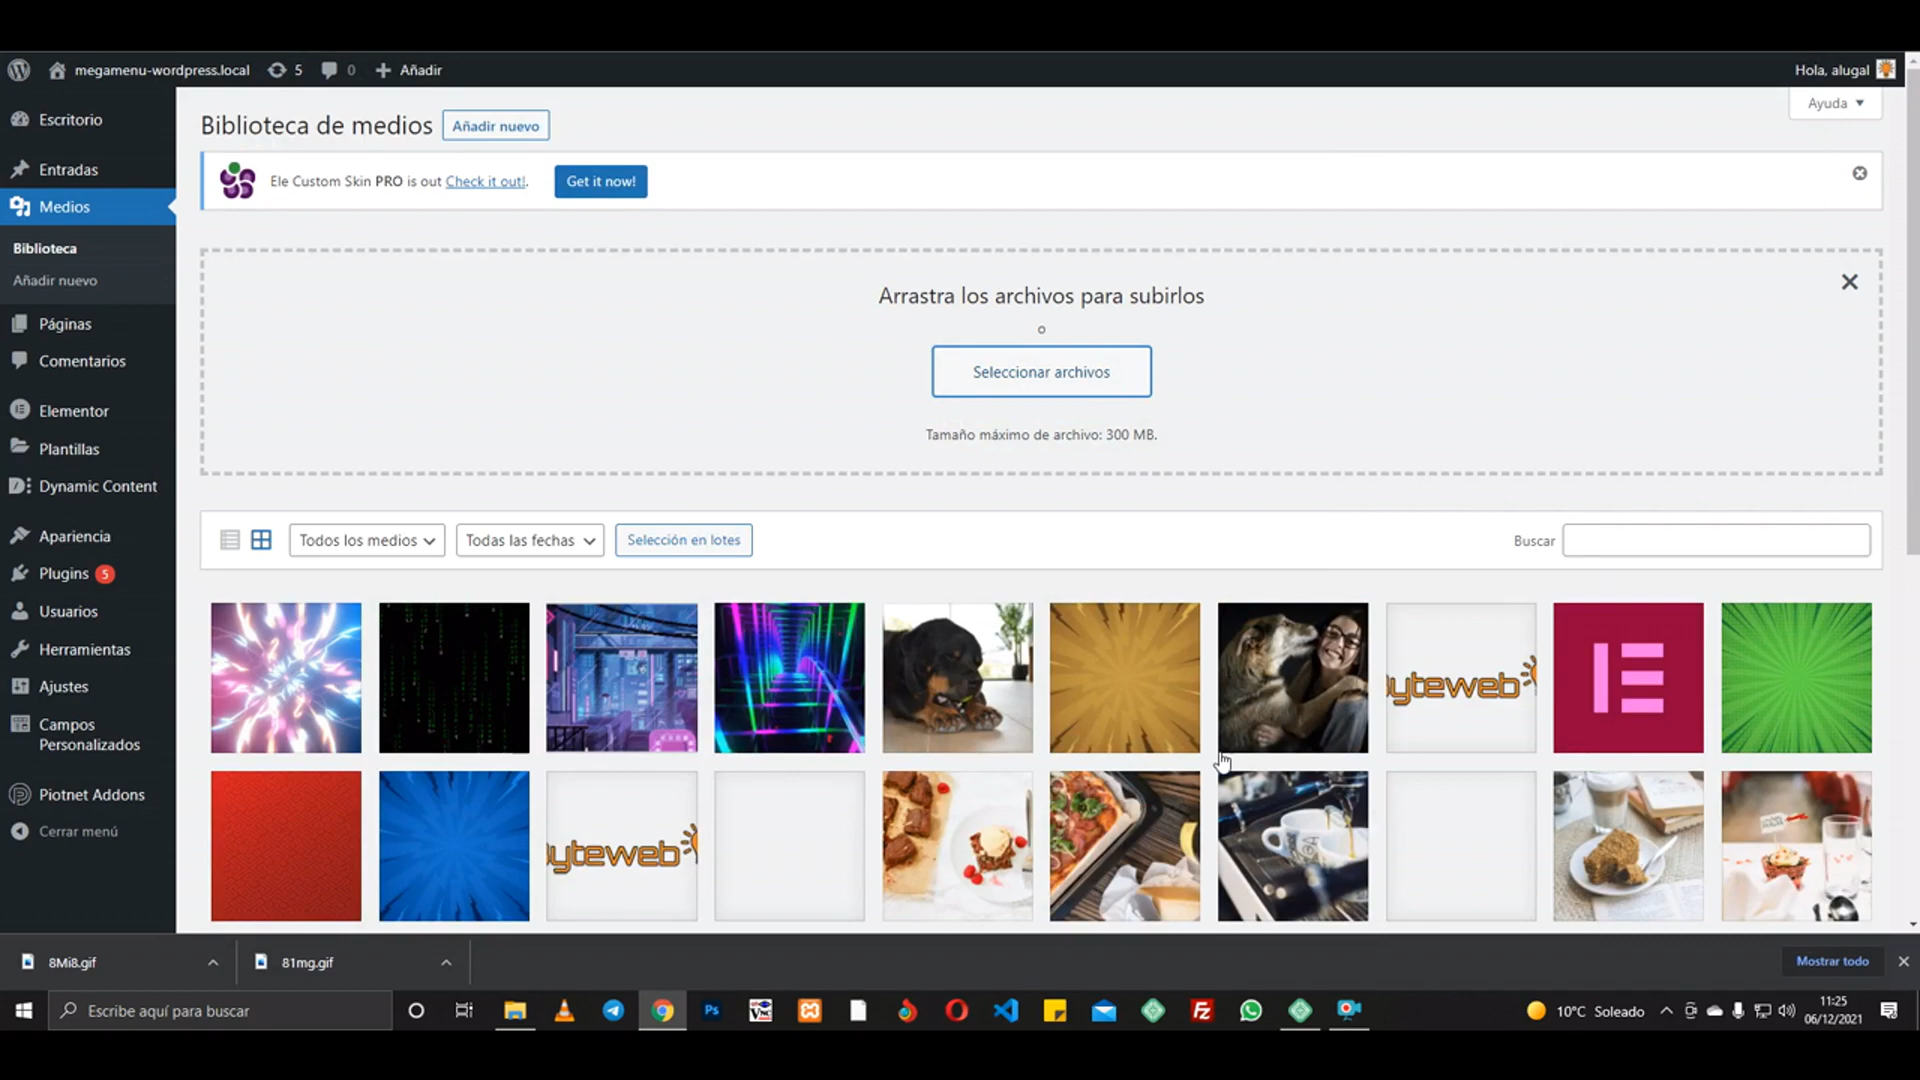 megamenu-wordpress.local
5
0
Añadir
Hola, alugal
Escritorio
Entradas
Medios
Biblioteca
Añadir nuevo
Páginas
Comentarios
Elementor
Plantillas
Dynamic Content
Apariencia
Plugins 5
Usuarios
Herramientas
Ajustes
Campos
Personalizados
Piotnet Addons
Cerrar menú
Biblioteca de medios
Añadir nuevo
Ayuda
Ele Custom Skin PRO is out Check it out!.
Get it now!
Arrastra los archivos para subirlos
o
Seleccionar archivos
Tamaño máximo de archivo: 300 MB.
Todos los medios
Todas las fechas
Selección en lotes
Buscar
yteweb
yteweb
8Mi8.gif
81mg.gif
Mostrar todo
Escribe aquí para buscar
Ps
VNC
Fz
10°C Soleado
11:25
06/12/2021